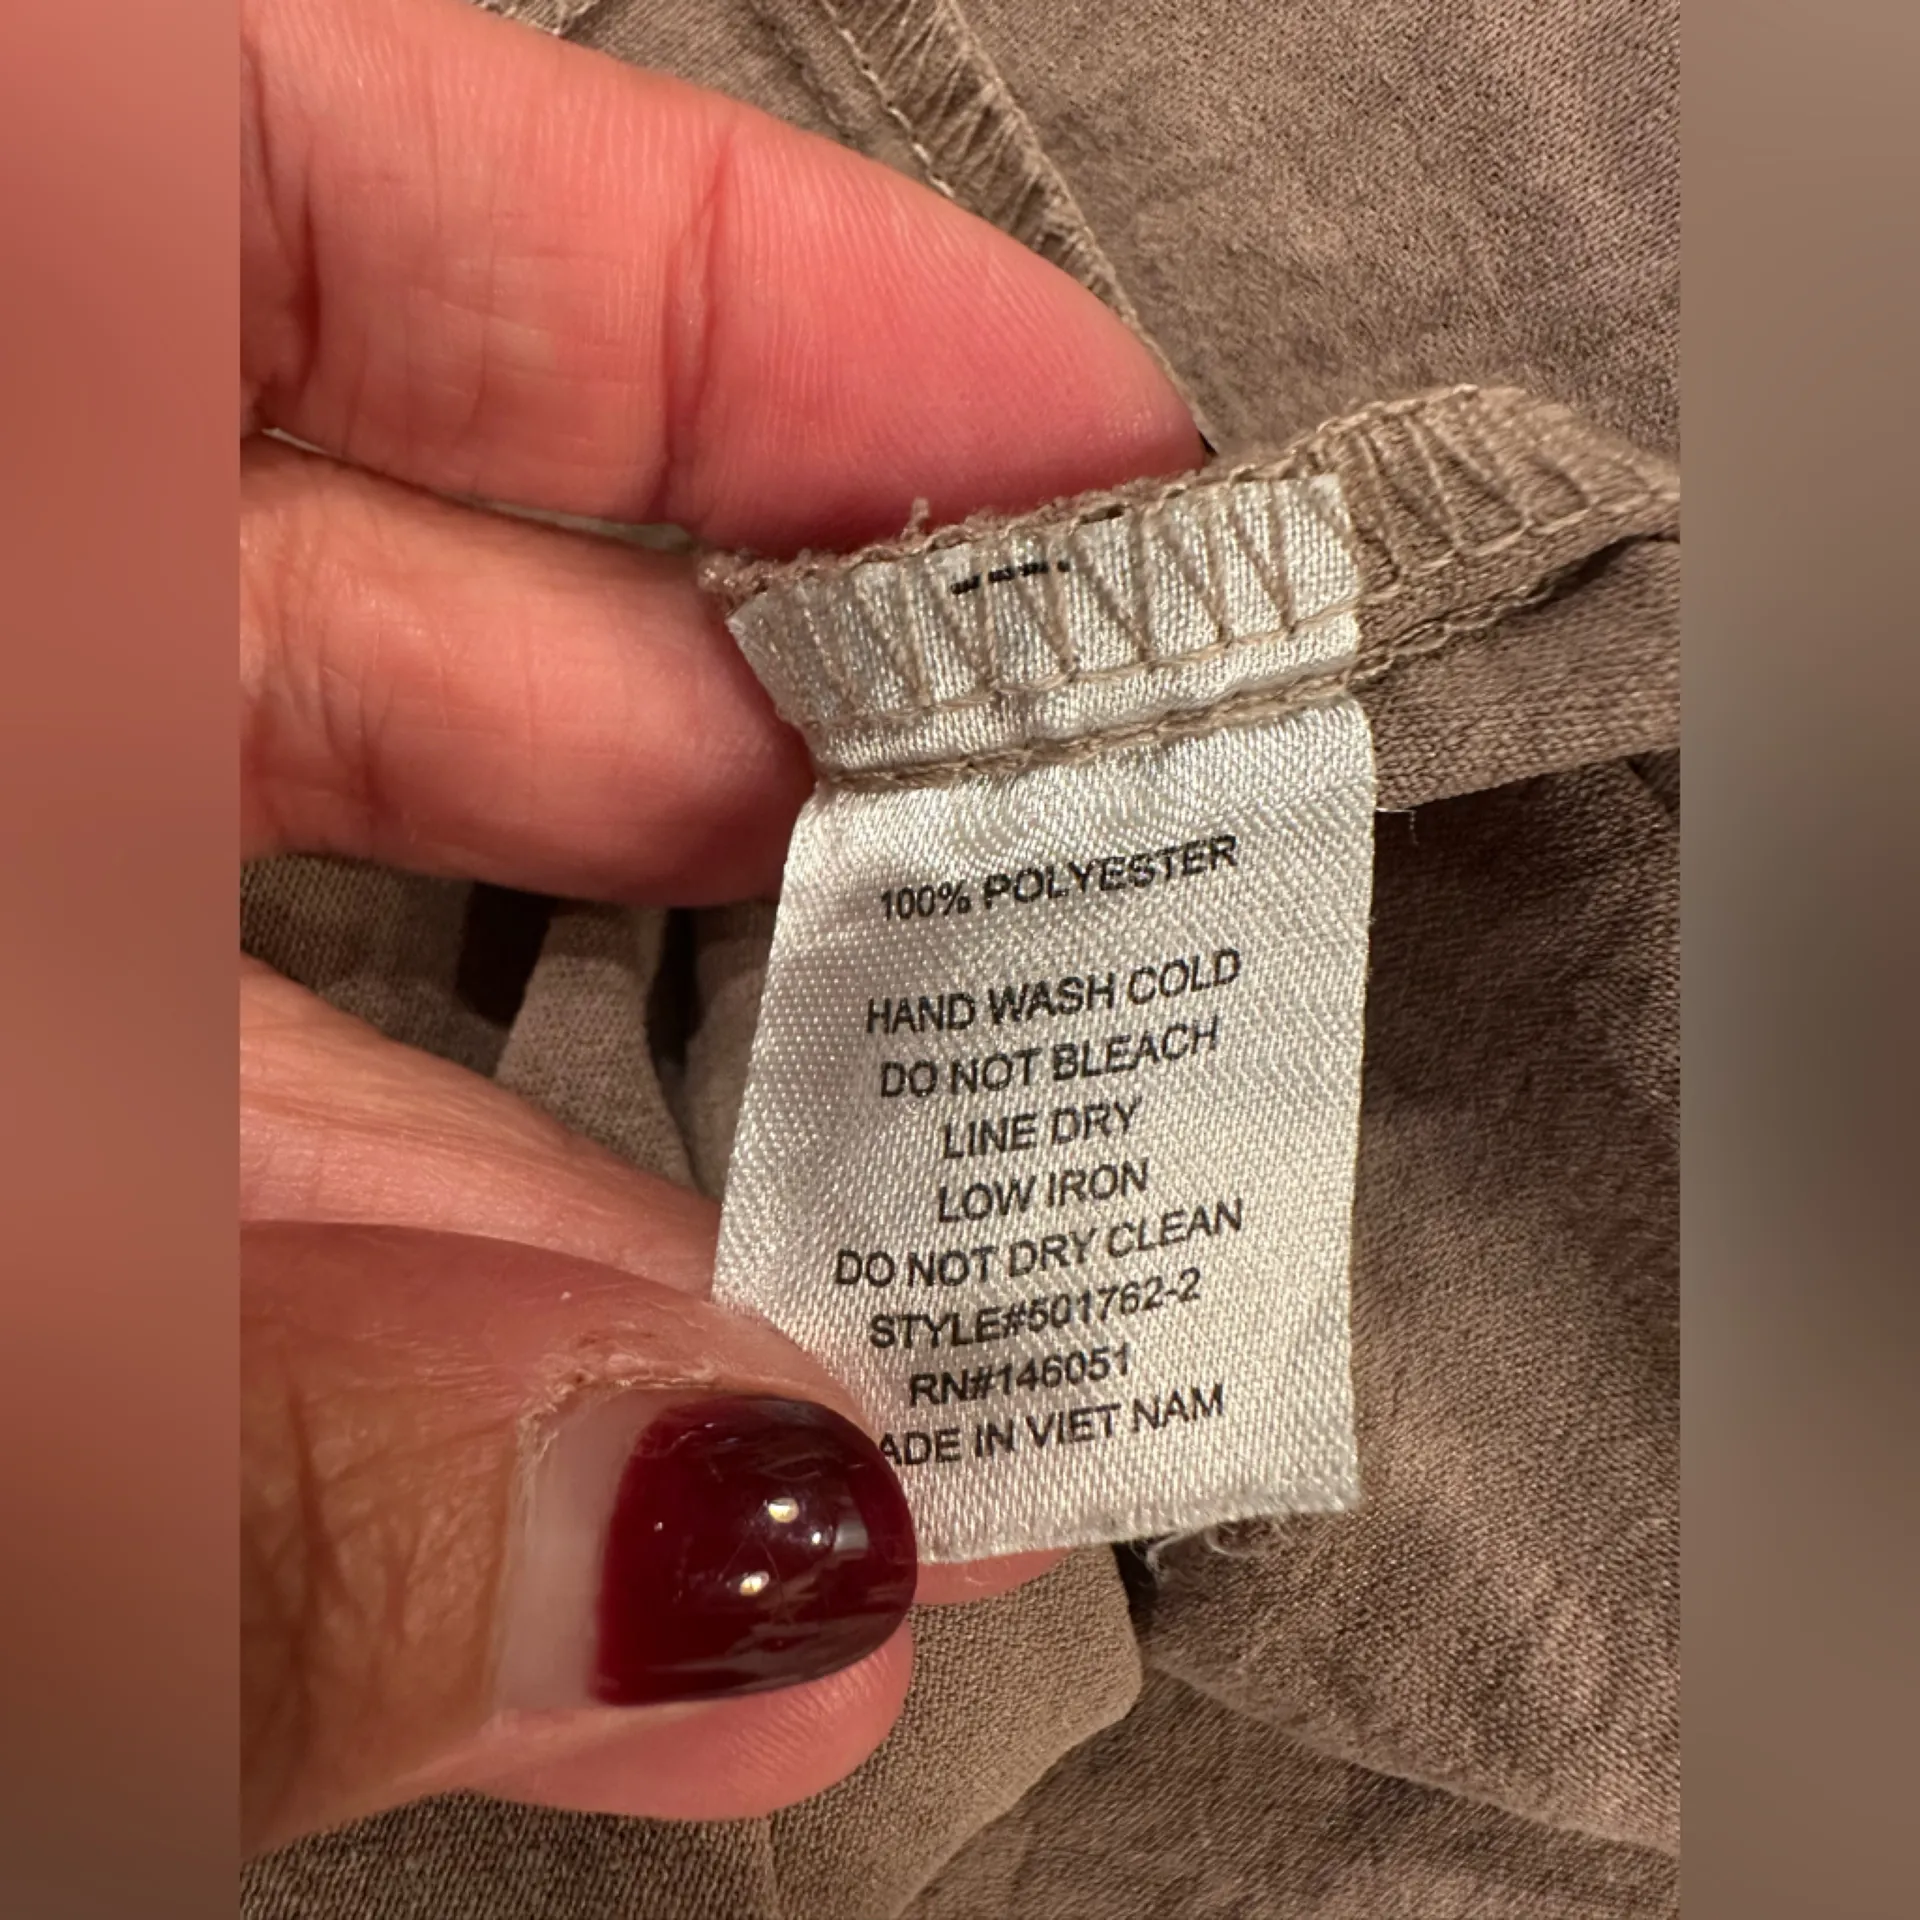 100% POLYESTER
HAND WASH COLD
DO NOT BLEACH
LINE DRY
LOW IRON
DO NOT DRY CLEAN
STYLE#501762-2
RN#146051
ADE IN VIET NAM